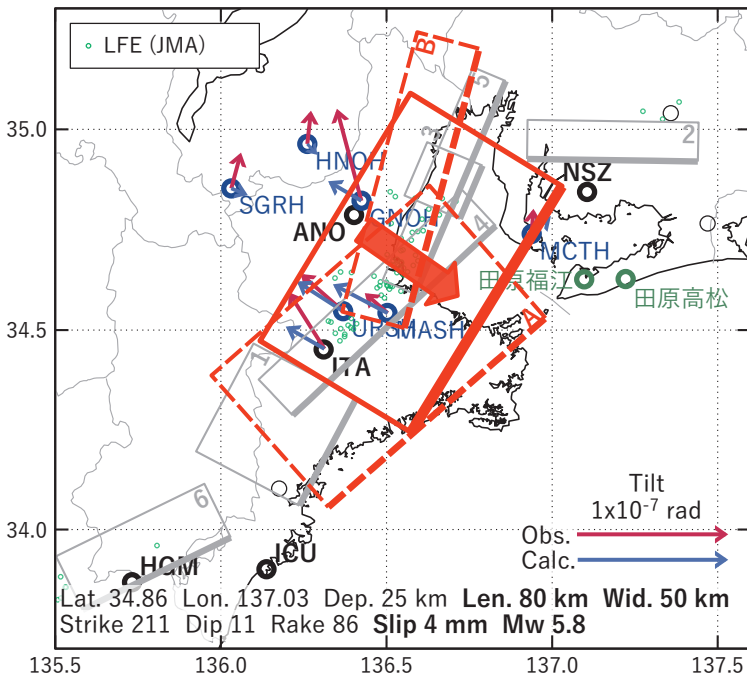 LFE (JMA)
B
5
35.0
2
3
HNOH
NSZ
SGRH
GNOH
ANO
4
MCTH
田原福江
田原高松
34.5
URSH
MASH
A
1
ITA
Tilt
1x10-7 rad
6
Obs.
34.0
Calc.
HGM
ICU
Lat. 34.86 Lon. 137.03 Dep. 25 km Len. 80 km Wid. 50 km
Strike 211 Dip 11 Rake 86 Slip 4 mm Mw 5.8
135.5 136.0 136.5 137.0 137.5